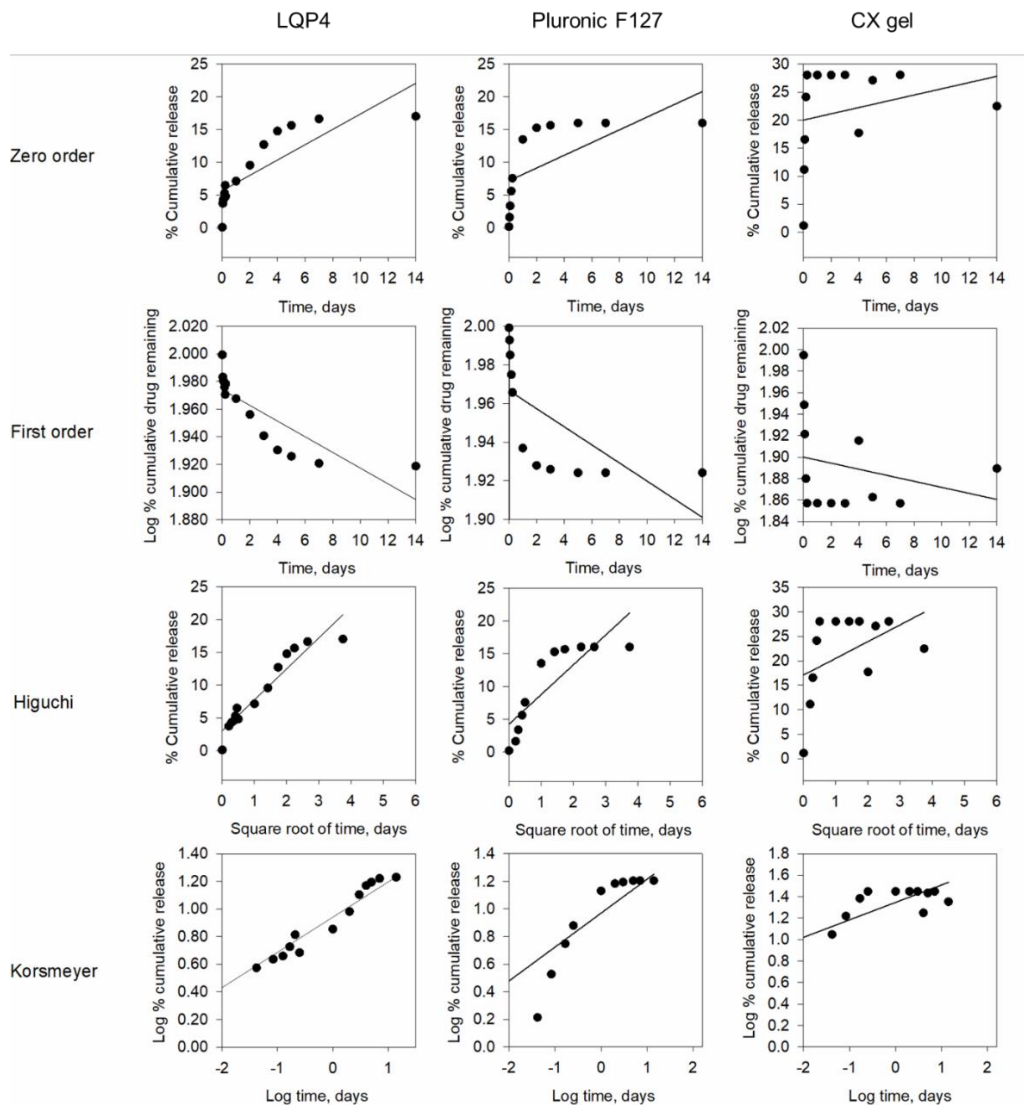 LQP4 Pluronic F127 CX gel
Zero order
% Cumulative release
25
20
15
10
5
0
0 2 4 6 8 10 12 14
Time, days
% Cumulative release
25
20
15
10
5
0
0 2 4 6 8 10 12 14
Time, days
% Cumulative release
30
25
20
15
10
5
0
0 2 4 6 8 10 12 14
Time, days
First order
Log % cumulative drug remaining
2.020
2.000
1.980
1.960
1.940
1.920
1.900
1.880
0 2 4 6 8 10 12 14
Time, days
Log % cumulative drug remaining
2.00
1.98
1.96
1.94
1.92
1.90
0 2 4 6 8 10 12 14
Time, days
Log % cumulative drug remaining
2.02
2.00
1.98
1.96
1.94
1.92
1.90
1.88
1.86
1.84
0 2 4 6 8 10 12 14
Time, days
Higuchi
% Cumulative release
25
20
15
10
5
0
0 1 2 3 4 5 6
Square root of time, days
% Cumulative release
25
20
15
10
5
0
0 1 2 3 4 5 6
Square root of time, days
% Cumulative release
35
30
25
20
15
10
5
0
0 1 2 3 4 5 6
Square root of time, days
Korsmeyer
Log % cumulative release
1.40
1.20
1.00
0.80
0.60
0.40
0.20
0.00
-2 -1 0 1 2
Log time, days
Log % cumulative release
1.4
1.2
1.0
0.8
0.6
0.4
0.2
0.0
-2 -1 0 1 2
Log time, days
Log % cumulative release
1.8
1.6
1.4
1.2
1.0
0.8
0.6
0.4
0.2
0.0
-2 -1 0 1 2
Log time, days